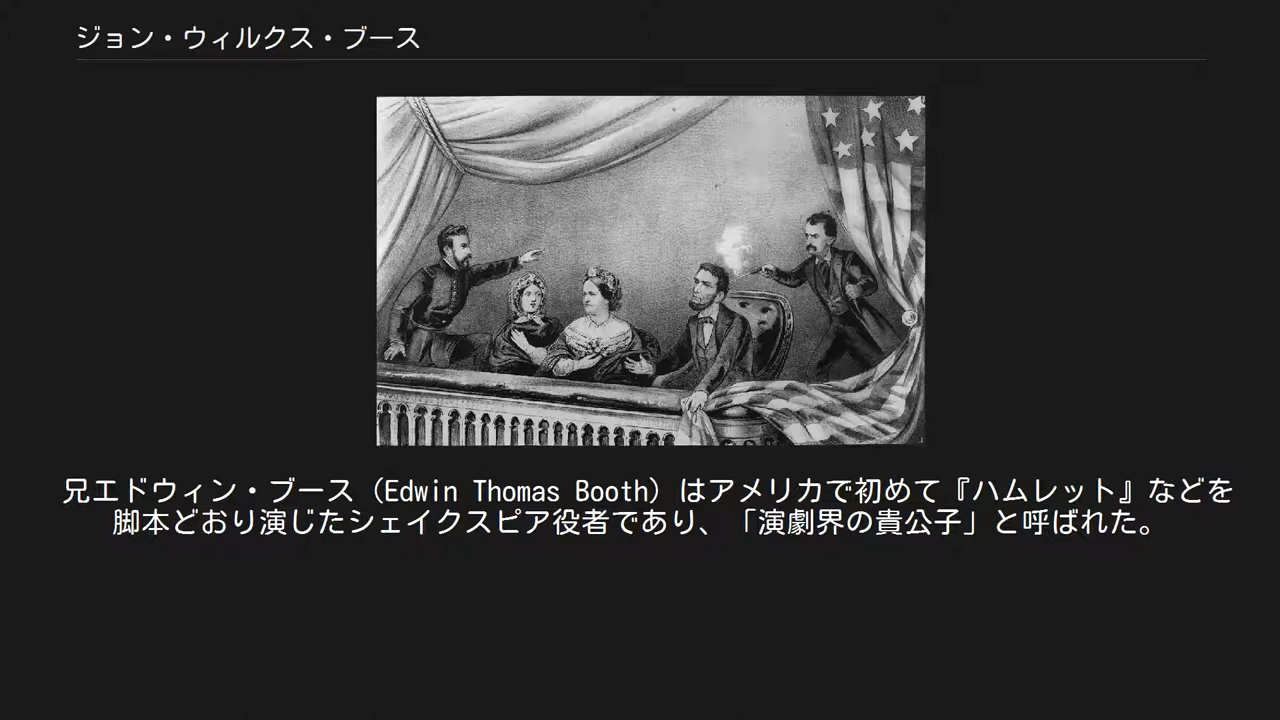 ジョン・ウィルクス・ブース
兄エドウィン・ブース（Edwin Thomas Booth）はアメリカで初めて『ハムレット』などを
脚本どおり演じたシェイクスピア役者であり、「演劇界の貴公子」と呼ばれた。